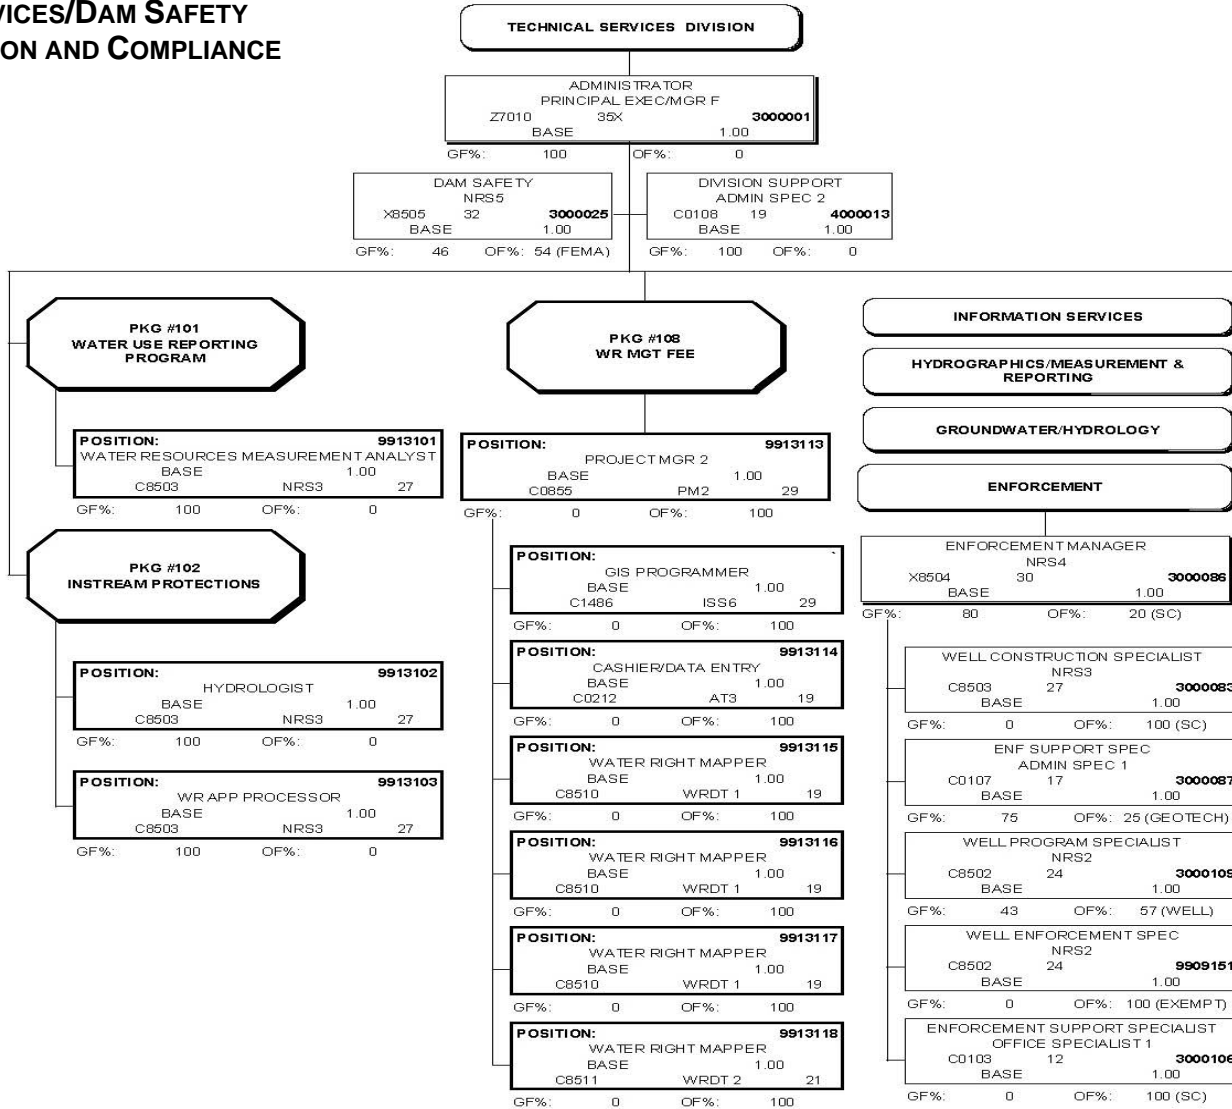 VICES/DAM SAFETY
ON AND COMPLIANCE
TECHNICAL SERVICES DIVISION
ADMINISTRATOR
PRINCIPAL EXEC/MGR F
Z7010 35X 3000001
BASE 1.00
GF%: 100 OF%: 0
DAM SAFETY
NRS5
X8505 32 3000025
BASE 1.00
GF%: 46 OF%: 54 (FEMA)
DIVISION SUPPORT
ADMIN SPEC 2
C0108 19 4000013
BASE 1.00
GF%: 100 OF%: 0
PKG #101
WATER USE REPORTING
PROGRAM
POSITION: 9913101
WATER RESOURCES MEASUREMENT ANALYST
BASE 1.00
C8503 NRS3 27
GF%: 100 OF%: 0
PKG #102
INSTREAM PROTECTIONS
POSITION: 9913102
HYDROLOGIST
BASE 1.00
C8503 NRS3 27
GF%: 100 OF%: 0
POSITION: 9913103
WR APP PROCESSOR
BASE 1.00
C8503 NRS3 27
GF%: 100 OF%: 0
PKG #108
WR MGT FEE
POSITION: 9913113
PROJECT MGR 2
BASE 1.00
C0855 PM2 29
GF%: 0 OF%: 100
POSITION: `
GIS PROGRAMMER
BASE 1.00
C1486 ISS6 29
GF%: 0 OF%: 100
POSITION: 9913114
CASHIER/DATA ENTRY
BASE 1.00
C0212 AT3 19
GF%: 0 OF%: 100
POSITION: 9913115
WATER RIGHT MAPPER
BASE 1.00
C8510 WRDT 1 19
GF%: 0 OF%: 100
POSITION: 9913116
WATER RIGHT MAPPER
BASE 1.00
C8510 WRDT 1 19
GF%: 0 OF%: 100
POSITION: 9913117
WATER RIGHT MAPPER
BASE 1.00
C8510 WRDT 1 19
GF%: 0 OF%: 100
POSITION: 9913118
WATER RIGHT MAPPER
BASE 1.00
C8511 WRDT 2 21
GF%: 0 OF%: 100
INFORMATION SERVICES
HYDROGRAPHICS/MEASUREMENT &
REPORTING
GROUNDWATER/HYDROLOGY
ENFORCEMENT
ENFORCEMENT MANAGER
NRS4
X8504 30 3000086
BASE 1.00
GF%: 80 OF%: 20 (SC)
WELL CONSTRUCTION SPECIALIST
NRS3
C8503 27 3000083
BASE 1.00
GF%: 0 OF%: 100 (SC)
ENF SUPPORT SPEC
ADMIN SPEC 1
C0107 17 3000087
BASE 1.00
GF%: 75 OF%: 25 (GEOTECH)
WELL PROGRAM SPECIALIST
NRS2
C8502 24 3000109
BASE 1.00
GF%: 43 OF%: 57 (WELL)
WELL ENFORCEMENT SPEC
NRS2
C8502 24 9909151
BASE 1.00
GF%: 0 OF%: 100 (EXEMPT)
ENFORCEMENT SUPPORT SPECIALIST
OFFICE SPECIALIST 1
C0103 12 3000106
BASE 1.00
GF%: 0 OF%: 100 (SC)